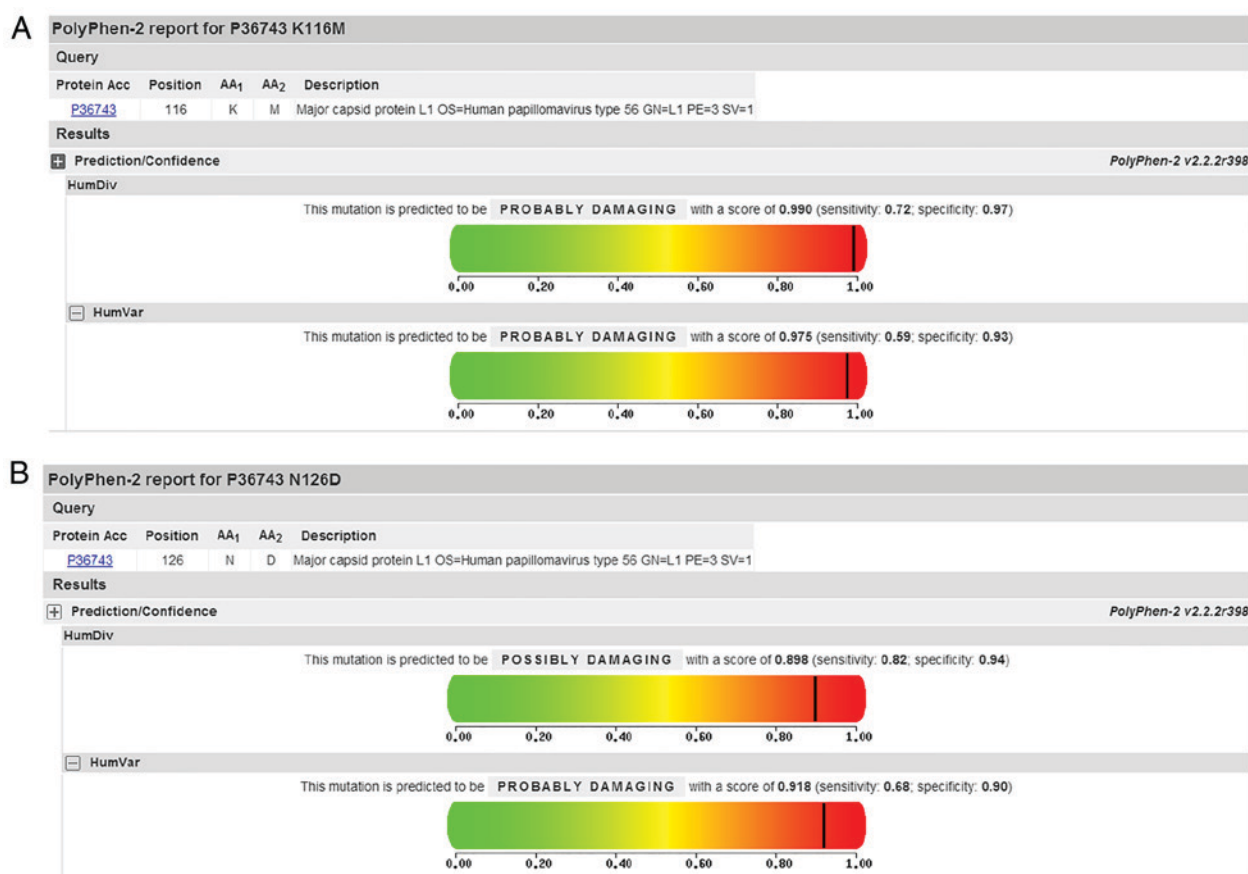 A
PolyPhen-2 report for P36743 K116M
Query
Protein Acc Position AA1 AA2 Description
P36743 116 K M Major capsid protein L1 OS=Human papillomavirus type 56 GN=L1 PE=3 SV=1
Results
Prediction/Confidence PolyPhen-2 v2.2.2r398
HumDiv
This mutation is predicted to be PROBABLY DAMAGING with a score of 0.990 (sensitivity: 0.72; specificity: 0.97)
0.00 0.20 0.40 0.60 0.80 1.00
HumVar
This mutation is predicted to be PROBABLY DAMAGING with a score of 0.975 (sensitivity: 0.59; specificity: 0.93)
0.00 0.20 0.40 0.60 0.80 1.00
B
PolyPhen-2 report for P36743 N126D
Query
Protein Acc Position AA1 AA2 Description
P36743 126 N D Major capsid protein L1 OS=Human papillomavirus type 56 GN=L1 PE=3 SV=1
Results
Prediction/Confidence PolyPhen-2 v2.2.2r398
HumDiv
This mutation is predicted to be POSSIBLY DAMAGING with a score of 0.898 (sensitivity: 0.82; specificity: 0.94)
0.00 0.20 0.40 0.60 0.80 1.00
HumVar
This mutation is predicted to be PROBABLY DAMAGING with a score of 0.918 (sensitivity: 0.68; specificity: 0.90)
0.00 0.20 0.40 0.60 0.80 1.00